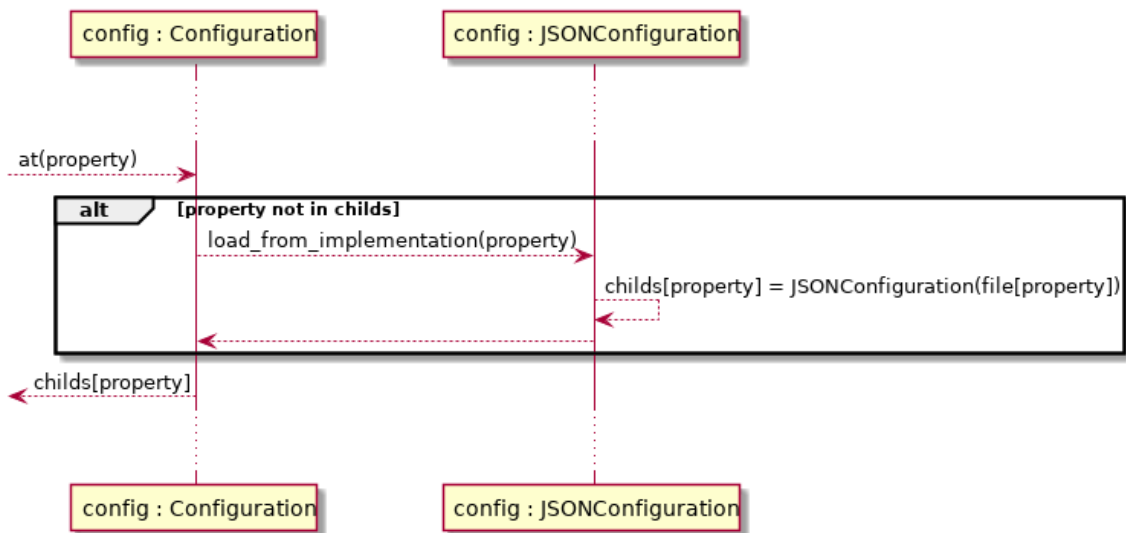 config : Configuration
config : JSONConfiguration
at(property)
alt
[property not in childs]
load_from_implementation(property)
childs[property] = JSONConfiguration(file[property])
childs[property]
config : Configuration
config : JSONConfiguration